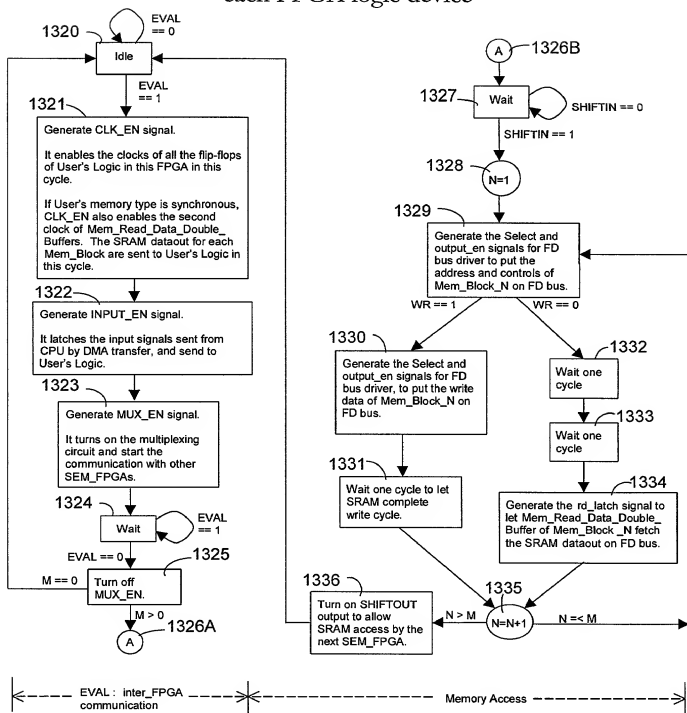 each FPGA logic device
1320
EVAL
== 0
Idle
EVAL
== 1
1321
Generate CLK_EN signal.
It enables the clocks of all the flip-flops
of User's Logic in this FPGA in this
cycle.
If User's memory type is synchronous,
CLK_EN also enables the second
clock of Mem_Read_Data_Double_
Buffers. The SRAM dataout for each
Mem_Block are sent to User's Logic in
this cycle.
1322
Generate INPUT_EN signal.
It latches the input signals sent from
CPU by DMA transfer, and send to
User's Logic.
1323
Generate MUX_EN signal.
It turns on the multiplexing
circuit and start the
communication with other
SEM_FPGAs.
1324
Wait
EVAL
== 1
EVAL== 0
1325
M == 0
Turn off
MUX_EN.
M > 0
A
1326A
A
1326B
1327
Wait
SHIFTIN == 0
SHIFTIN == 1
1328
N=1
1329
Generate the Select and
output_en signals for FD
bus driver to put the
address and controls of
Mem_Block_N on FD bus.
WR == 1
WR == 0
1330
Generate the Select and
output_en signals for FD
bus driver, to put the write
data of Mem_Block_N on
FD bus.
1331
Wait one cycle to let
SRAM complete
write cycle.
1332
Wait one
cycle
1333
Wait one
cycle
1334
Generate the rd_latch signal to
let Mem_Read_Data_Double_
Buffer of Mem_Block _N fetch
the SRAM dataout on FD bus.
1335
N=N+1
N > M
N =< M
1336
Turn on SHIFTOUT
output to allow
SRAM access by the
next SEM_FPGA.
EVAL : inter_FPGA
communication
Memory Access